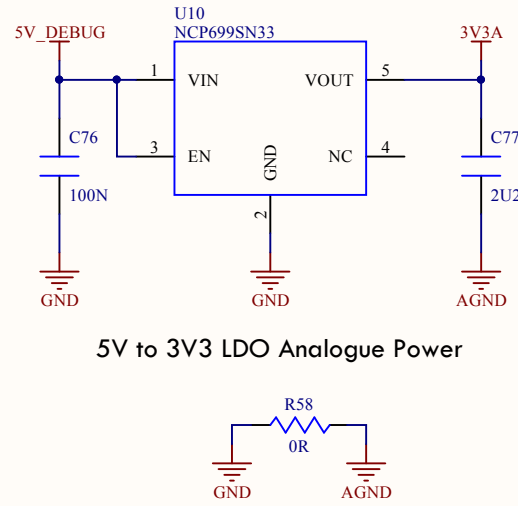 U10
5V_DEBUG NCP699SN33 3V3A
1 VIN VOUT 5
C76 C77
3 EN GND NC 4
100N 2U2
2
GND GND AGND
5V to 3V3 LDO Analogue Power
R58
0R
GND AGND